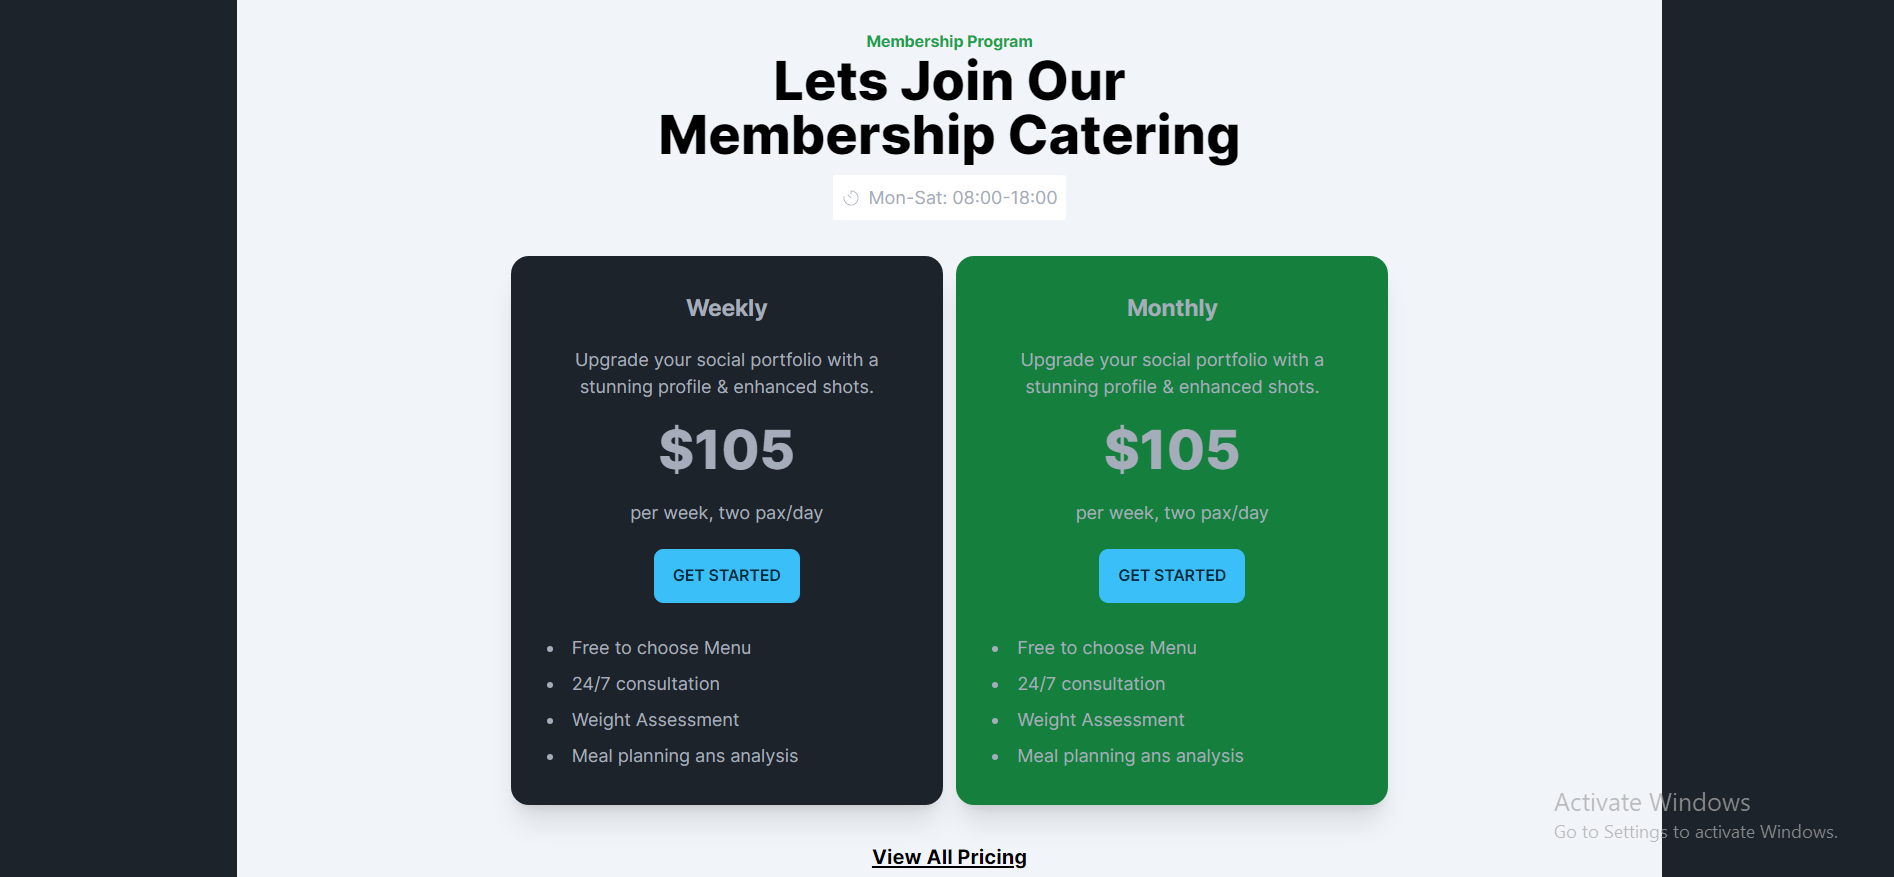 Membership Program
Lets Join Our
Membership Catering
Mon-Sat: 08:00-18:00
Weekly
Upgrade your social portfolio with a
stunning profile & enhanced shots.
$105
per week, two pax/day
GET STARTED
Free to choose Menu
24/7 consultation
Weight Assessment
Meal planning ans analysis
Monthly
Upgrade your social portfolio with a
stunning profile & enhanced shots.
$105
per week, two pax/day
GET STARTED
Free to choose Menu
24/7 consultation
Weight Assessment
Meal planning ans analysis
View All Pricing
Activate Windows
Go to Settings to activate Windows.